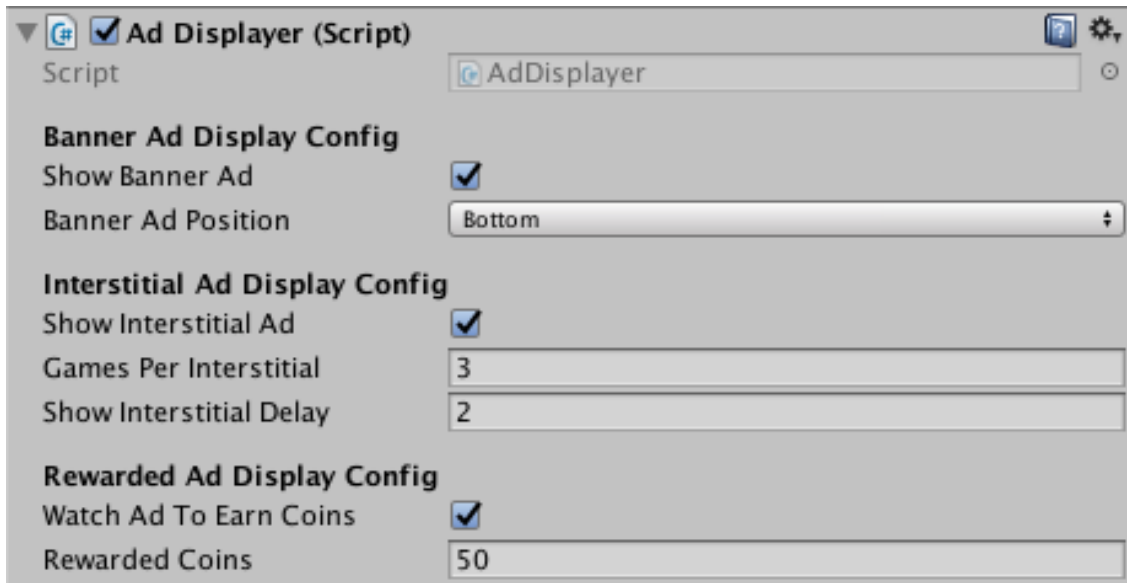 Ad Displayer (Script)
Script AdDisplayer
Banner Ad Display Config
Show Banner Ad
Banner Ad Position Bottom
Interstitial Ad Display Config
Show Interstitial Ad
Games Per Interstitial 3
Show Interstitial Delay 2
Rewarded Ad Display Config
Watch Ad To Earn Coins
Rewarded Coins 50